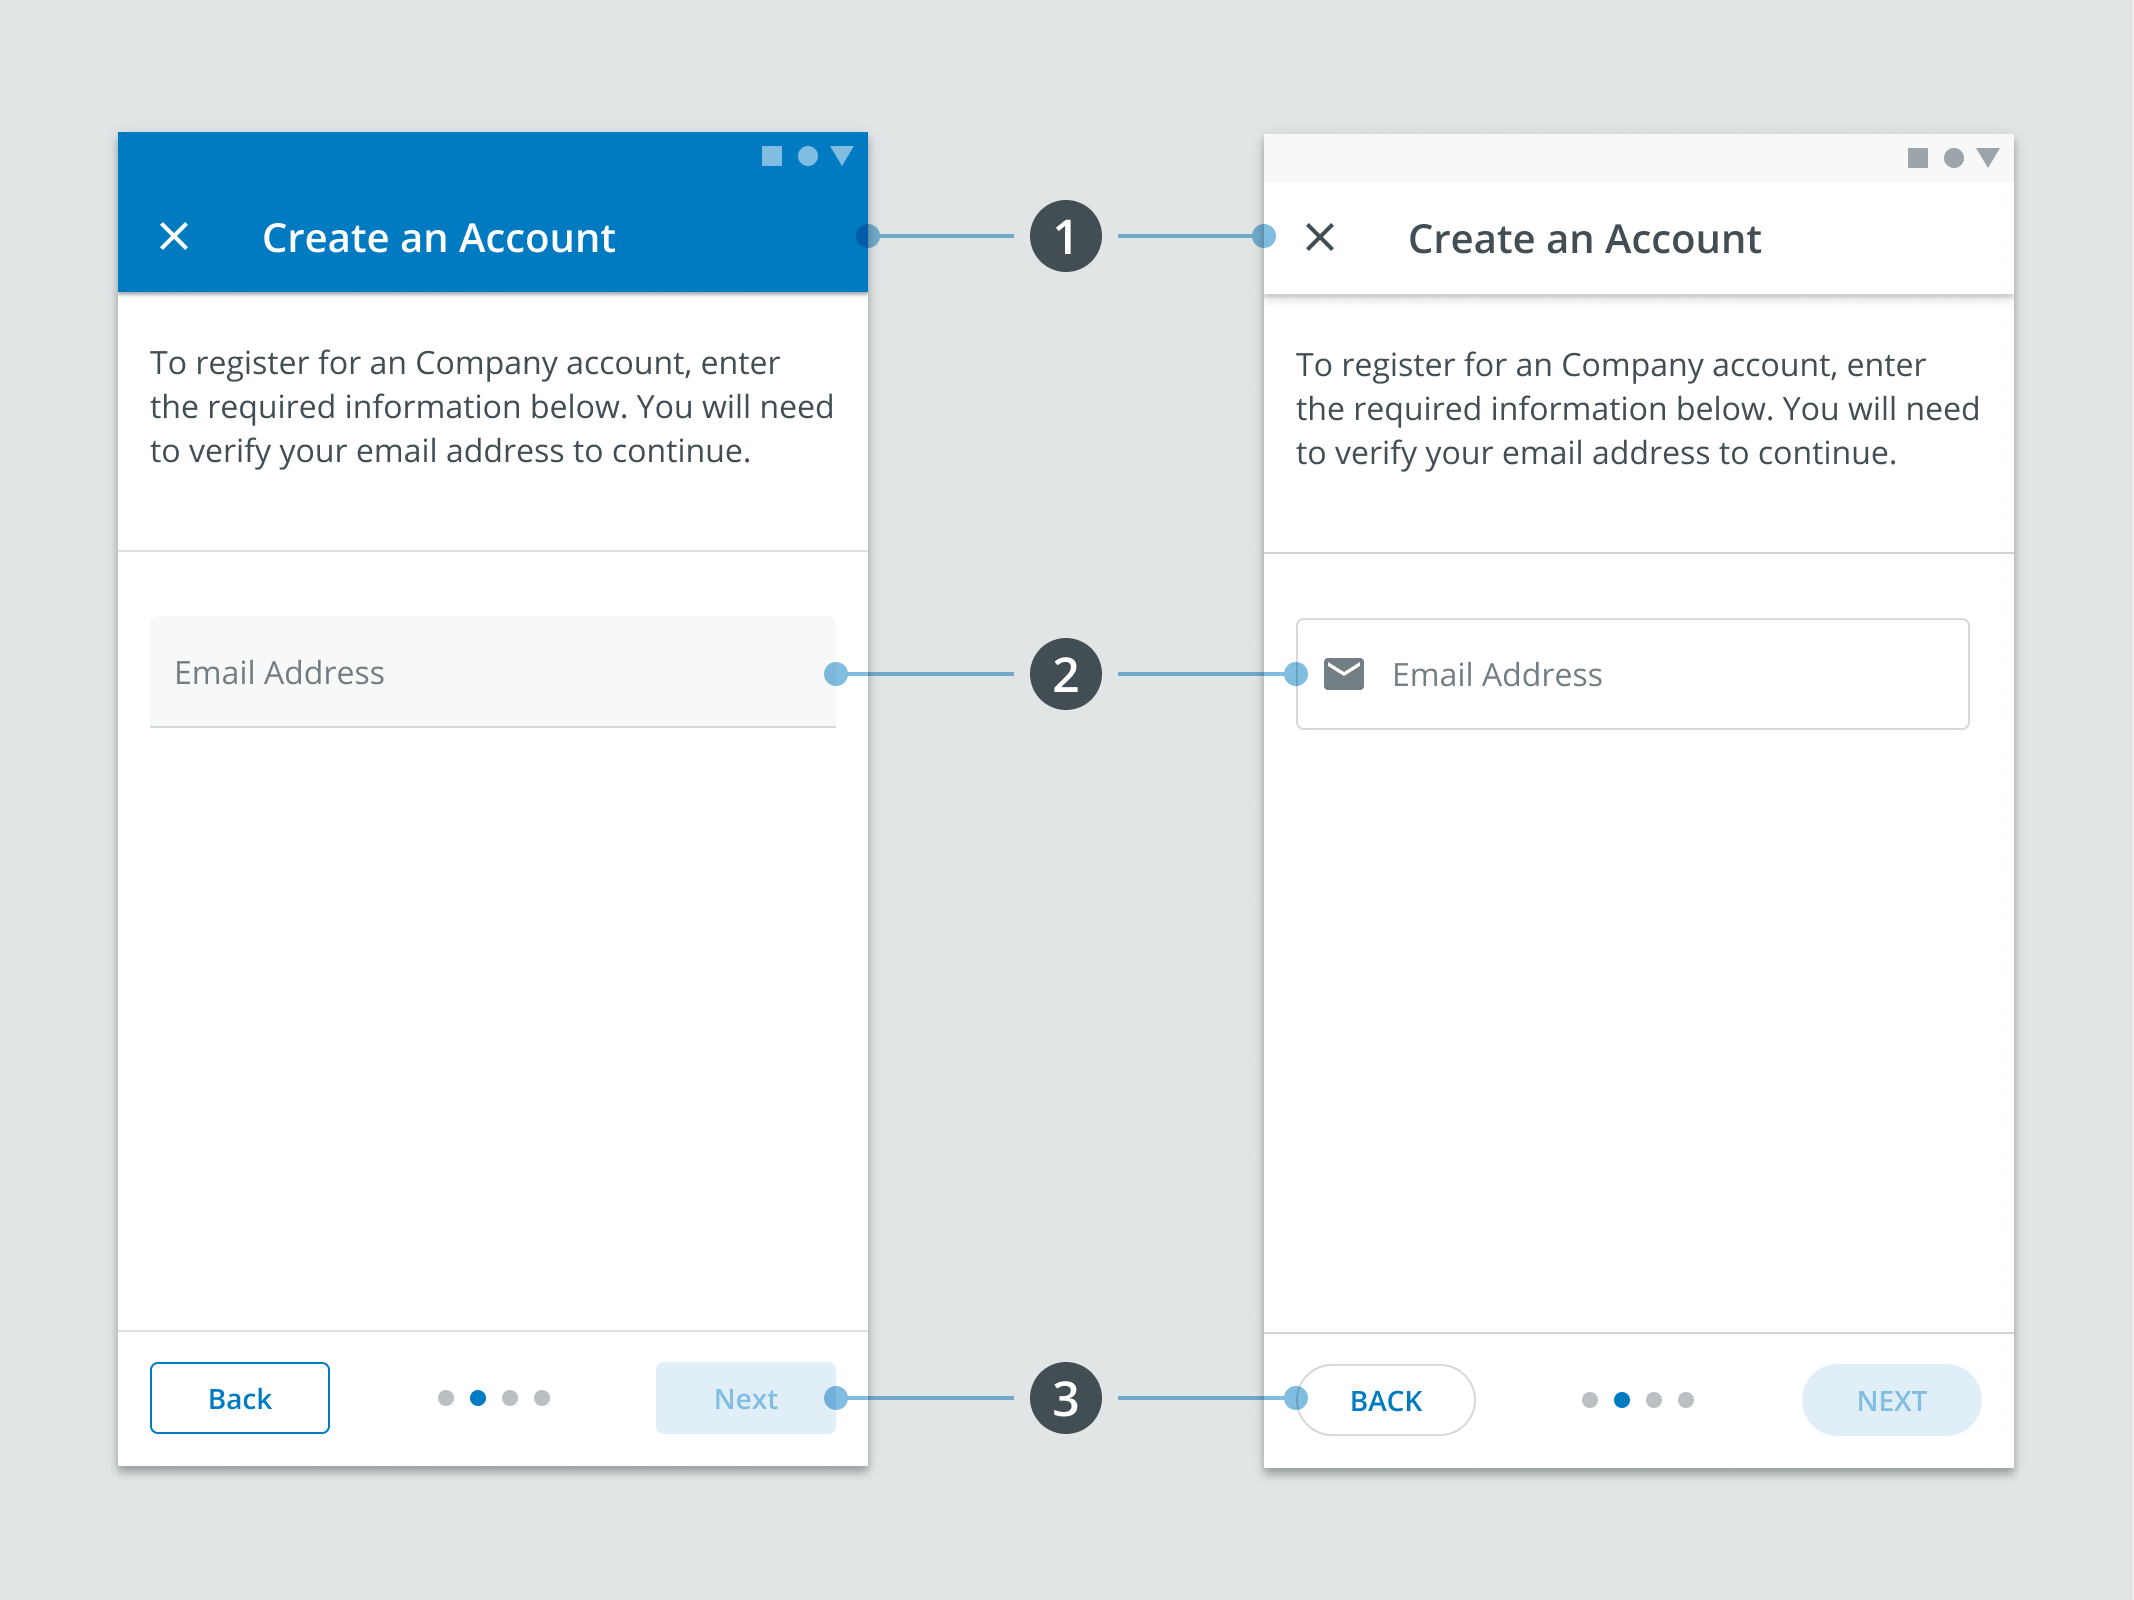 Create an Account
To register for an Company account, enter
the required information below. You will need
to verify your email address to continue.
Email Address
Back
Next
1
2
3
Create an Account
To register for an Company account, enter
the required information below. You will need
to verify your email address to continue.
Email Address
BACK
NEXT